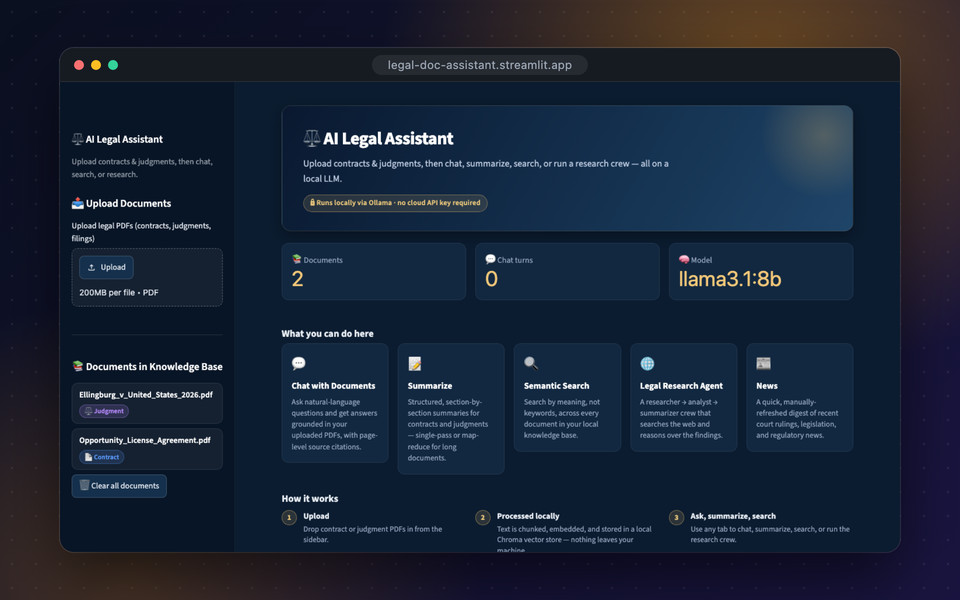 legal-doc-assistant.streamlit.app
AI Legal Assistant
Upload contracts & judgments, then chat,
search, or research.
Upload Documents
Upload legal PDFs (contracts, judgments,
filings)
Upload
200MB per file • PDF
Documents in Knowledge Base
Ellingburg_v_United_States_2026.pdf
Judgment
Opportunity_License_Agreement.pdf
Contract
Clear all documents
AI Legal Assistant
Upload contracts & judgments, then chat, summarize, search, or run a research crew — all on a
local LLM.
Runs locally via Ollama · no cloud API key required
Documents
2
Chat turns
0
Model
llama3.1:8b
What you can do here
Chat with Documents
Ask natural-language
questions and get answers
grounded in your
uploaded PDFs, with page-
level source citations.
Summarize
Structured, section-by-
section summaries for
contracts and judgments
— single-pass or map-
reduce for long
documents.
Semantic Search
Search by meaning, not
keywords, across every
document in your local
knowledge base.
Legal Research Agent
A researcher → analyst →
summarizer crew that
searches the web and
reasons over the findings.
News
A quick, manually-
refreshed digest of recent
court rulings, legislation,
and regulatory news.
How it works
1
Upload
Drop contract or judgment PDFs in from the
sidebar.
2
Processed locally
Text is chunked, embedded, and stored in a local
Chroma vector store — nothing leaves your
machine.
3
Ask, summarize, search
Use any tab to chat, summarize, search, or run the
research crew.